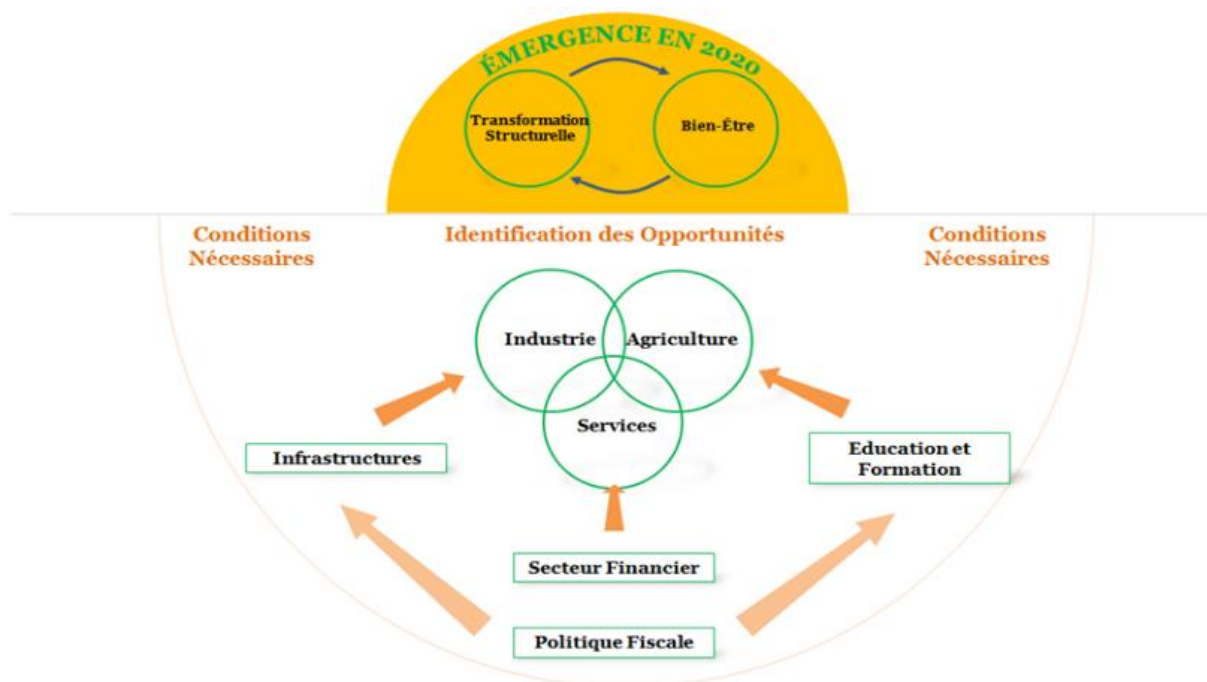 ÉMERGENCE EN 2020
Transformation
Structurelle
Bien-Être
Conditions
Nécessaires
Identification des Opportunités
Conditions
Nécessaires
Industrie
Agriculture
Services
Infrastructures
Education et
Formation
Secteur Financier
Politique Fiscale